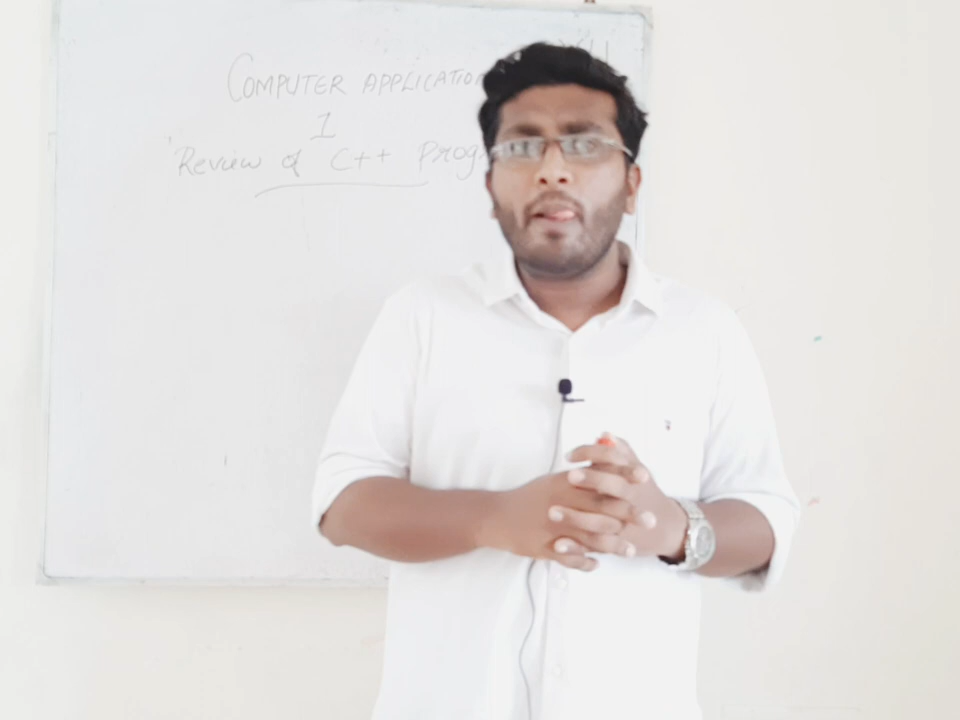 COMPUTER APPLICATION
1
Review of C++